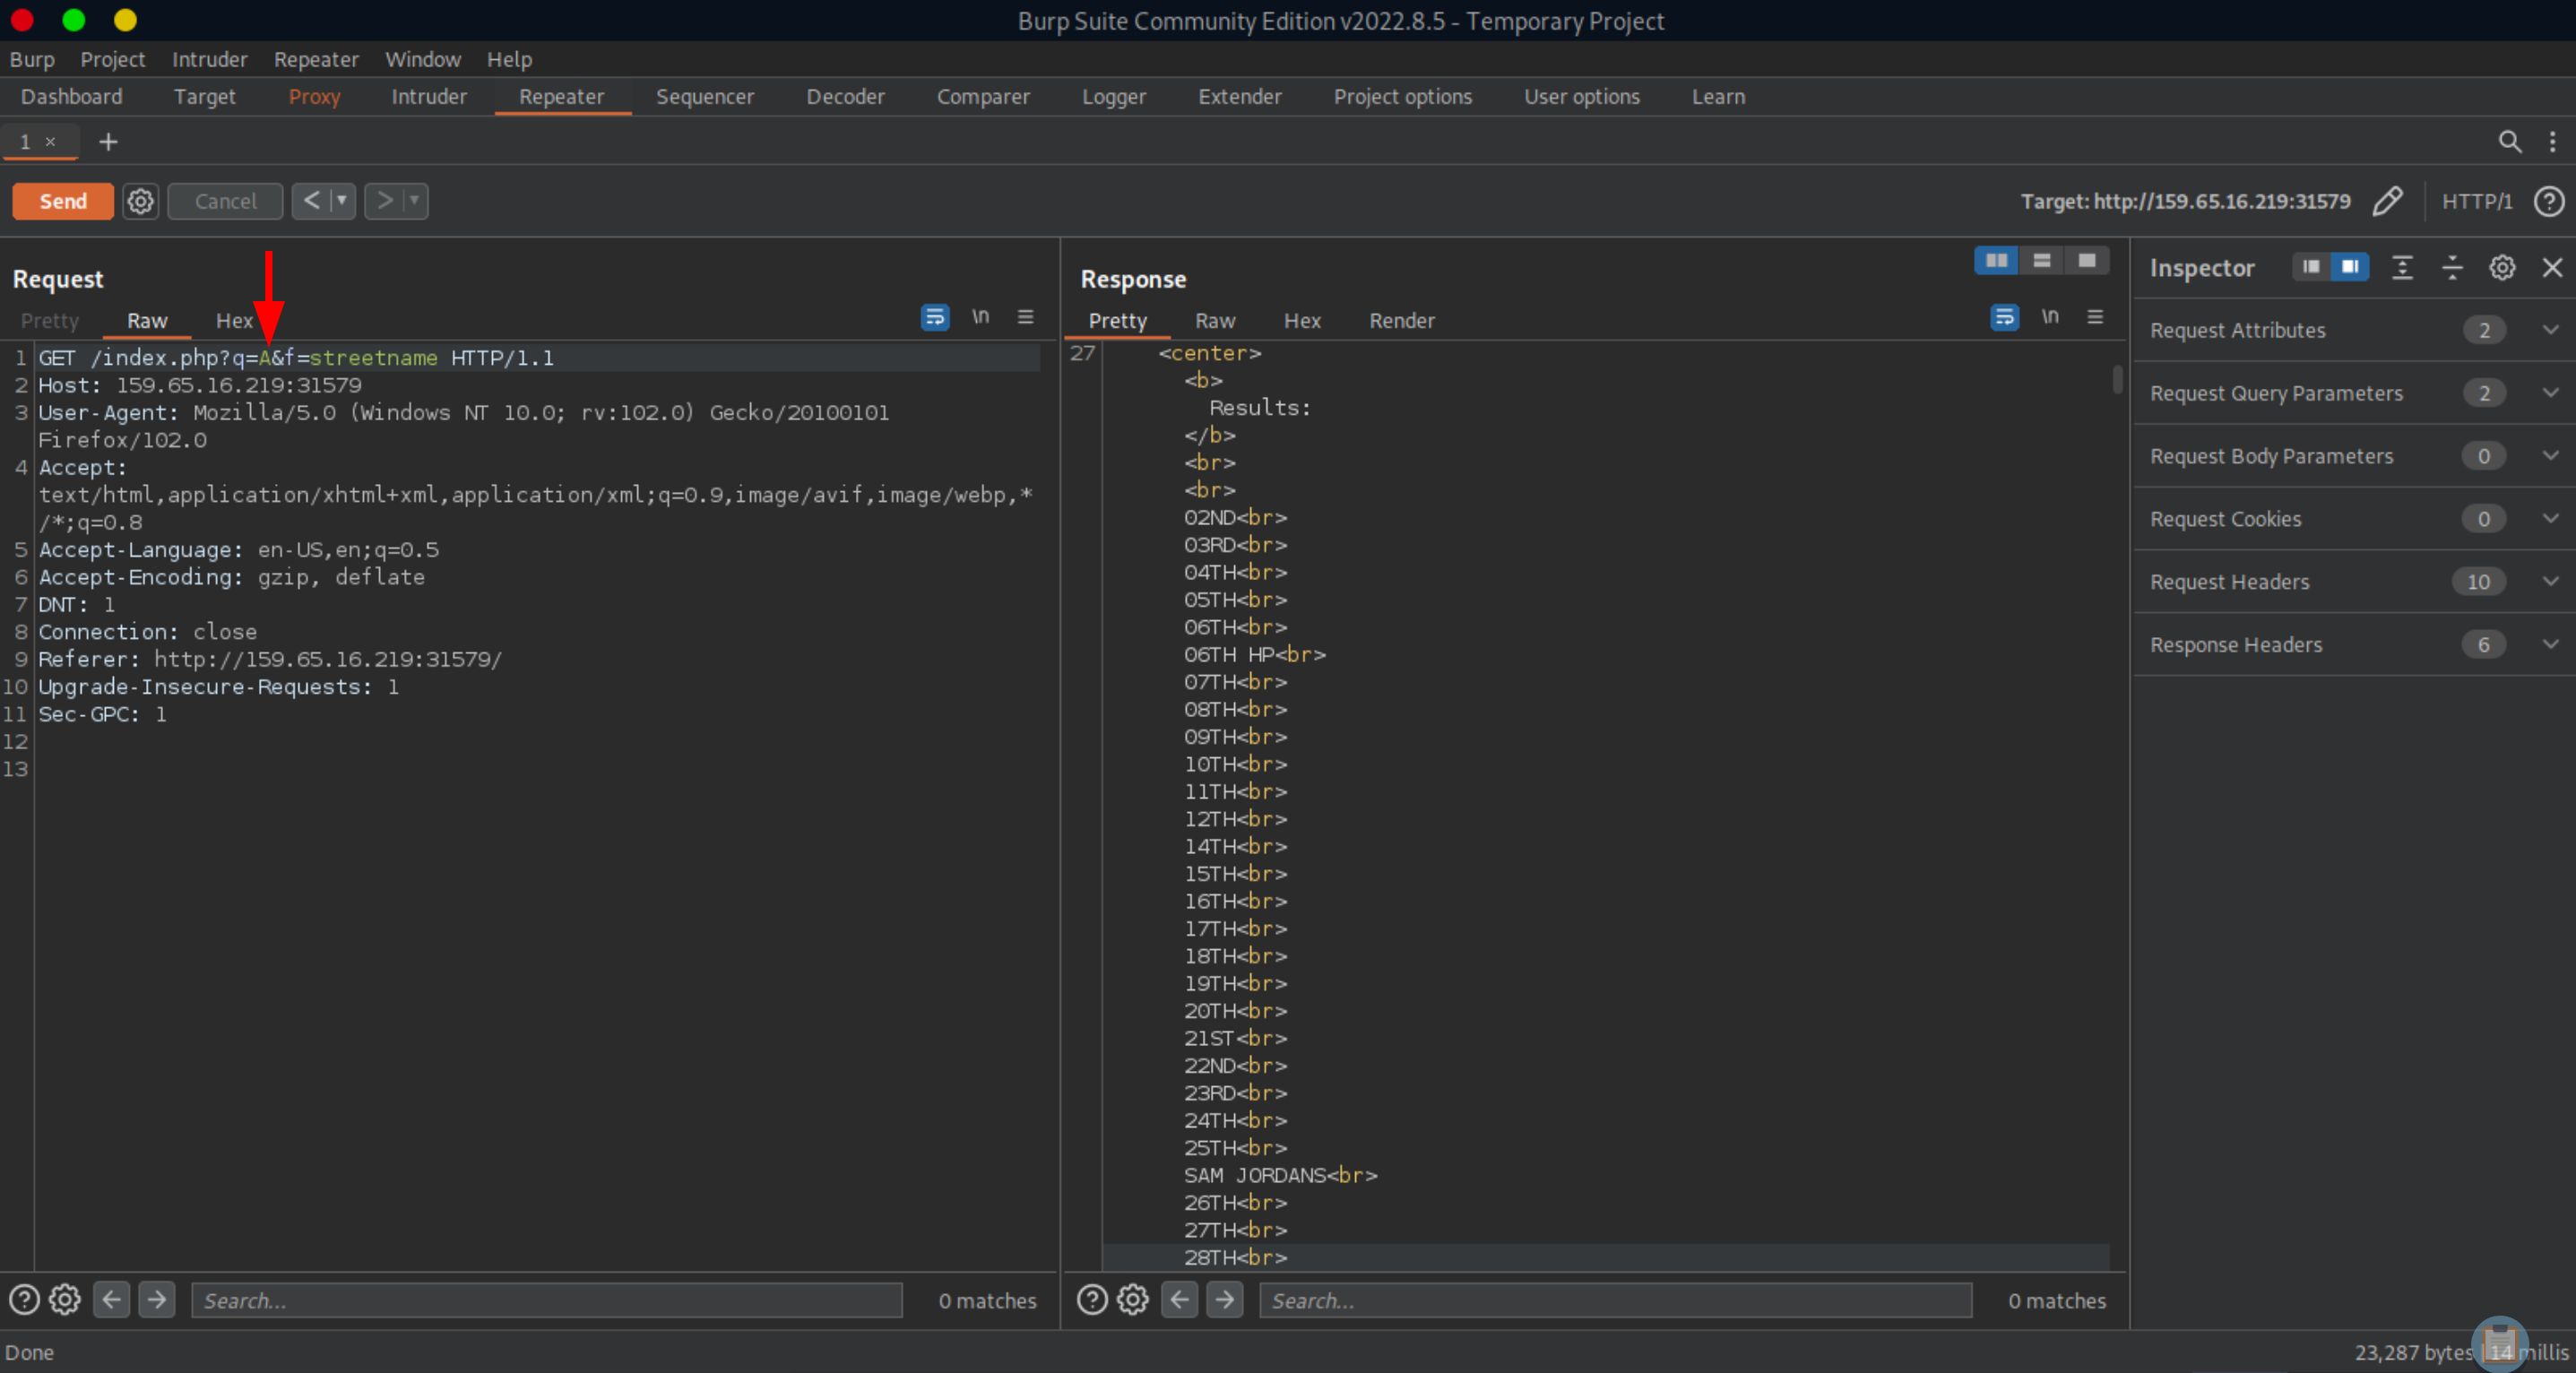 Burp Suite Community Edition v2022.8.5 - Temporary Project
Burp Project Intruder Repeater Window Help
Dashboard Target Proxy Intruder Repeater Sequencer Decoder Comparer Logger Extender Project options User options Learn
1 × +
Send Cancel < > Target: http://159.65.16.219:31579 HTTP/1 ?
Request
Pretty Raw Hex \n
1 GET /index.php?q=A&f=streetname HTTP/1.1
2 Host: 159.65.16.219:31579
3 User-Agent: Mozilla/5.0 (Windows NT 10.0; rv:102.0) Gecko/20100101
Firefox/102.0
4 Accept:
text/html,application/xhtml+xml,application/xml;q=0.9,image/avif,image/webp,*
/*;q=0.8
5 Accept-Language: en-US,en;q=0.5
6 Accept-Encoding: gzip, deflate
7 DNT: 1
8 Connection: close
9 Referer: http://159.65.16.219:31579/
10 Upgrade-Insecure-Requests: 1
11 Sec-GPC: 1
12
13
Search... 0 matches
Response
Pretty Raw Hex Render \n
27 <center>
<b>
Results:
</b>
<br>
<br>
02ND<br>
03RD<br>
04TH<br>
05TH<br>
06TH<br>
06TH HP<br>
07TH<br>
08TH<br>
09TH<br>
10TH<br>
11TH<br>
12TH<br>
14TH<br>
15TH<br>
16TH<br>
17TH<br>
18TH<br>
19TH<br>
20TH<br>
21ST<br>
22ND<br>
23RD<br>
24TH<br>
25TH<br>
SAM JORDANS<br>
26TH<br>
27TH<br>
28TH<br>
Search... 0 matches
Inspector
Request Attributes 2
Request Query Parameters 2
Request Body Parameters 0
Request Cookies 0
Request Headers 10
Response Headers 6
Done
23,287 bytes | 14 millis